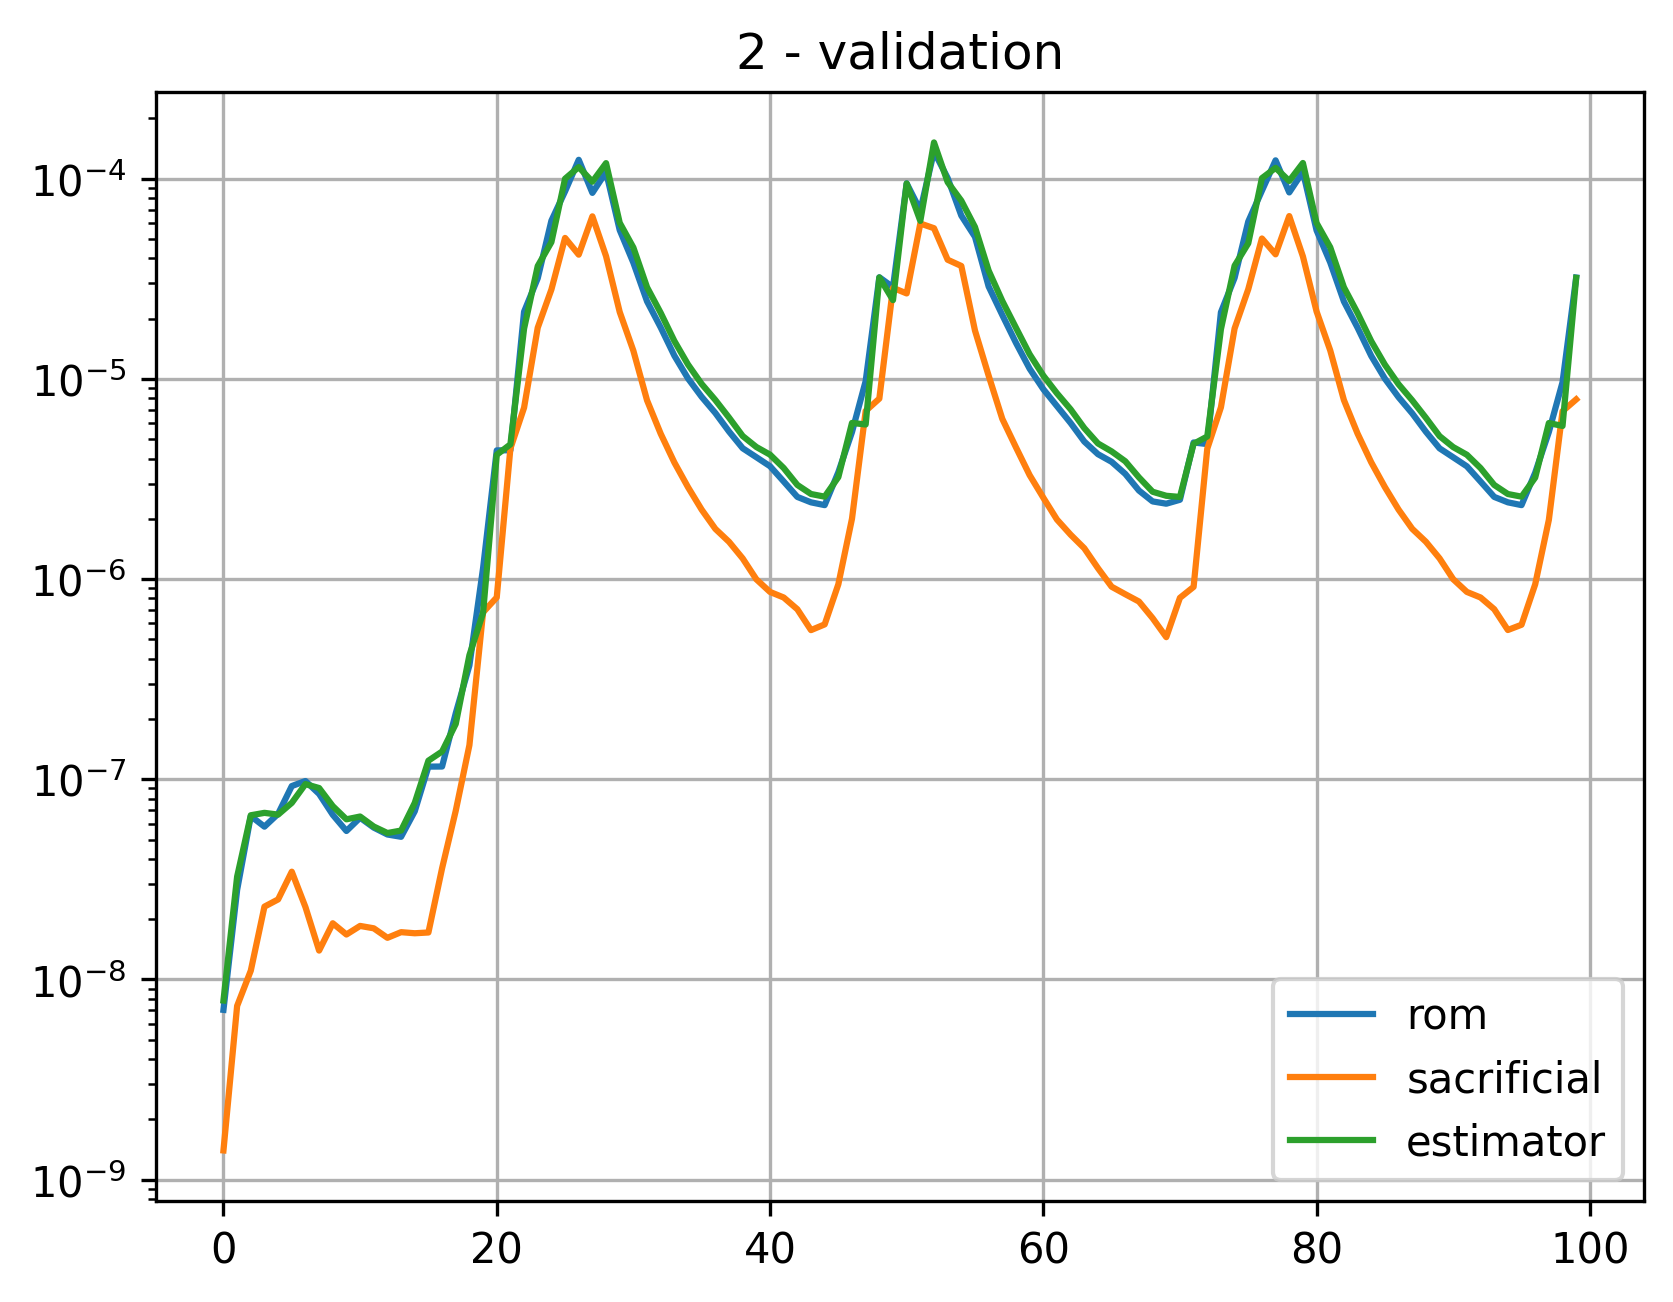 2 - validation
10⁻⁴
10⁻⁵
10⁻⁶
10⁻⁷
10⁻⁸
10⁻⁹
rom
sacrificial
estimator
0 20 40 60 80 100